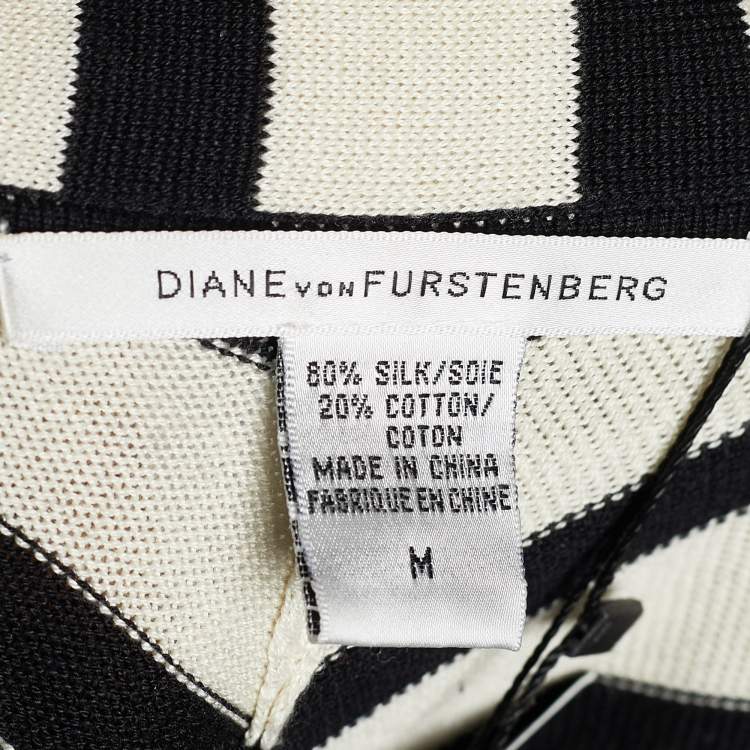 DIANE von FURSTENBERG
80% SILK/SOIE
20% COTTON/
COTON
MADE IN CHINA
FABRIQUE EN CHINE
M